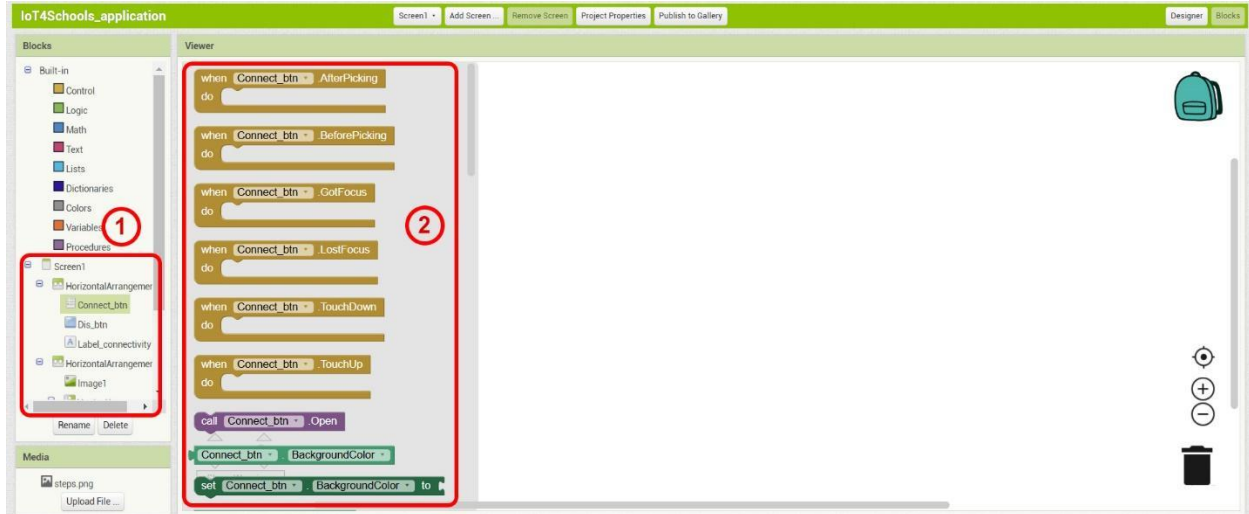 IoT4Schools_application
Screen1
Add Screen ...
Remove Screen
Project Properties
Publish to Gallery
Designer
Blocks
Blocks
Built-in
Control
Logic
Math
Text
Lists
Dictionaries
Colors
Variables
Procedures
1
Screen1
HorizontalArrangemer
Connect_btn
Dis_btn
Label_connectivity
HorizontalArrangemer
Image1
Rename
Delete
Media
steps.png
Upload File ...
Viewer
when Connect_btn .AfterPicking
do
when Connect_btn .BeforePicking
do
when Connect_btn .GotFocus
do
2
when Connect_btn .LostFocus
do
when Connect_btn .TouchDown
do
when Connect_btn .TouchUp
do
call Connect_btn .Open
Connect_btn . BackgroundColor
set Connect_btn . BackgroundColor to